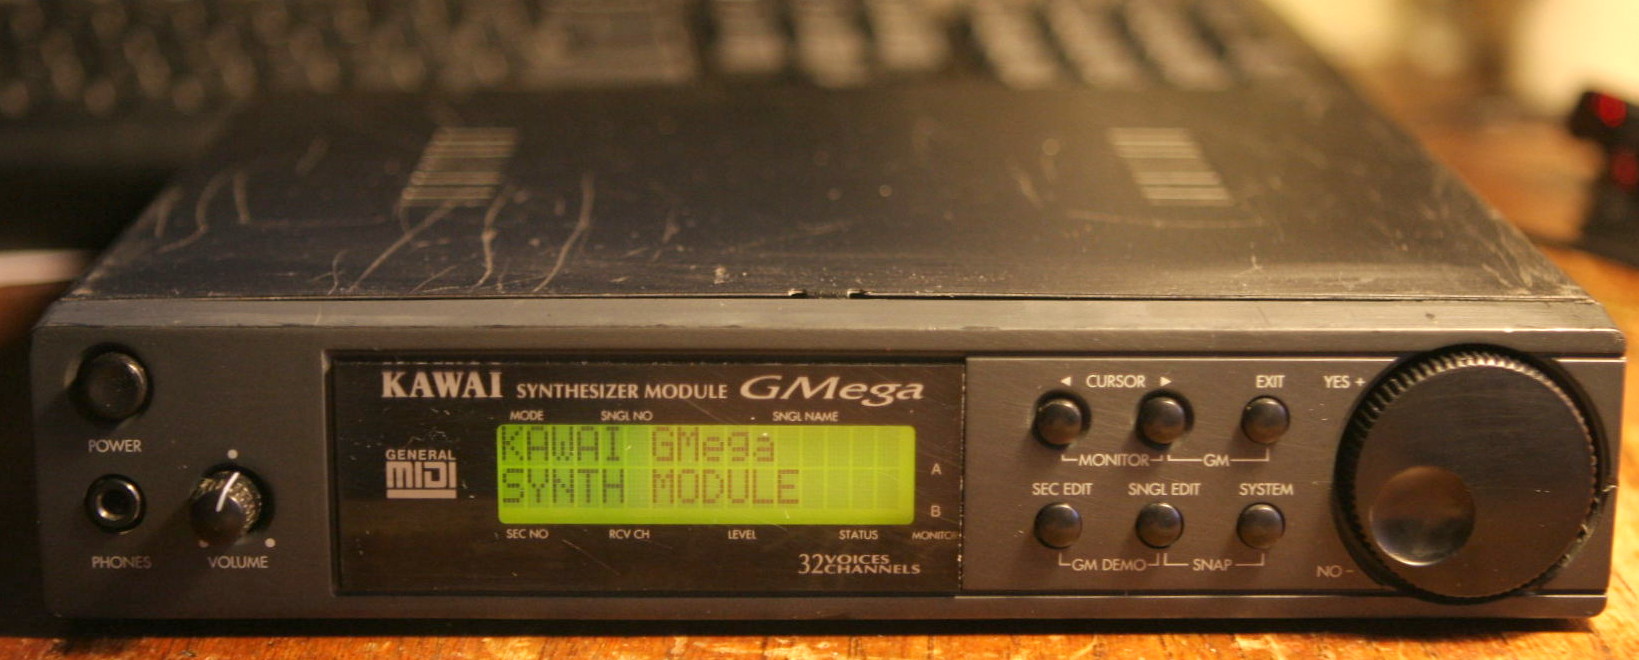 KAWAI SYNTHESIZER MODULE GMega
MODE SNGL NO SNGL NAME
KAWAI GMega
SYNTH MODULE
A
B
SEC NO RCV CH LEVEL STATUS MONITOR
32 VOICES
CHANNELS
GENERAL
MIDI
POWER
PHONES
VOLUME
◄ CURSOR ► EXIT YES +
MONITOR GM
SEC EDIT SNGL EDIT SYSTEM
GM DEMO SNAP NO −